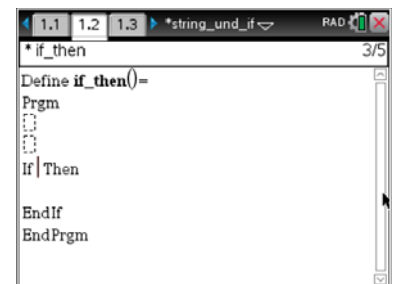 1.1 1.2 1.3 *string_und_if RAD
* if_then 3/5
Define if_then()=
Prgm
If Then
EndIf
EndPrgm